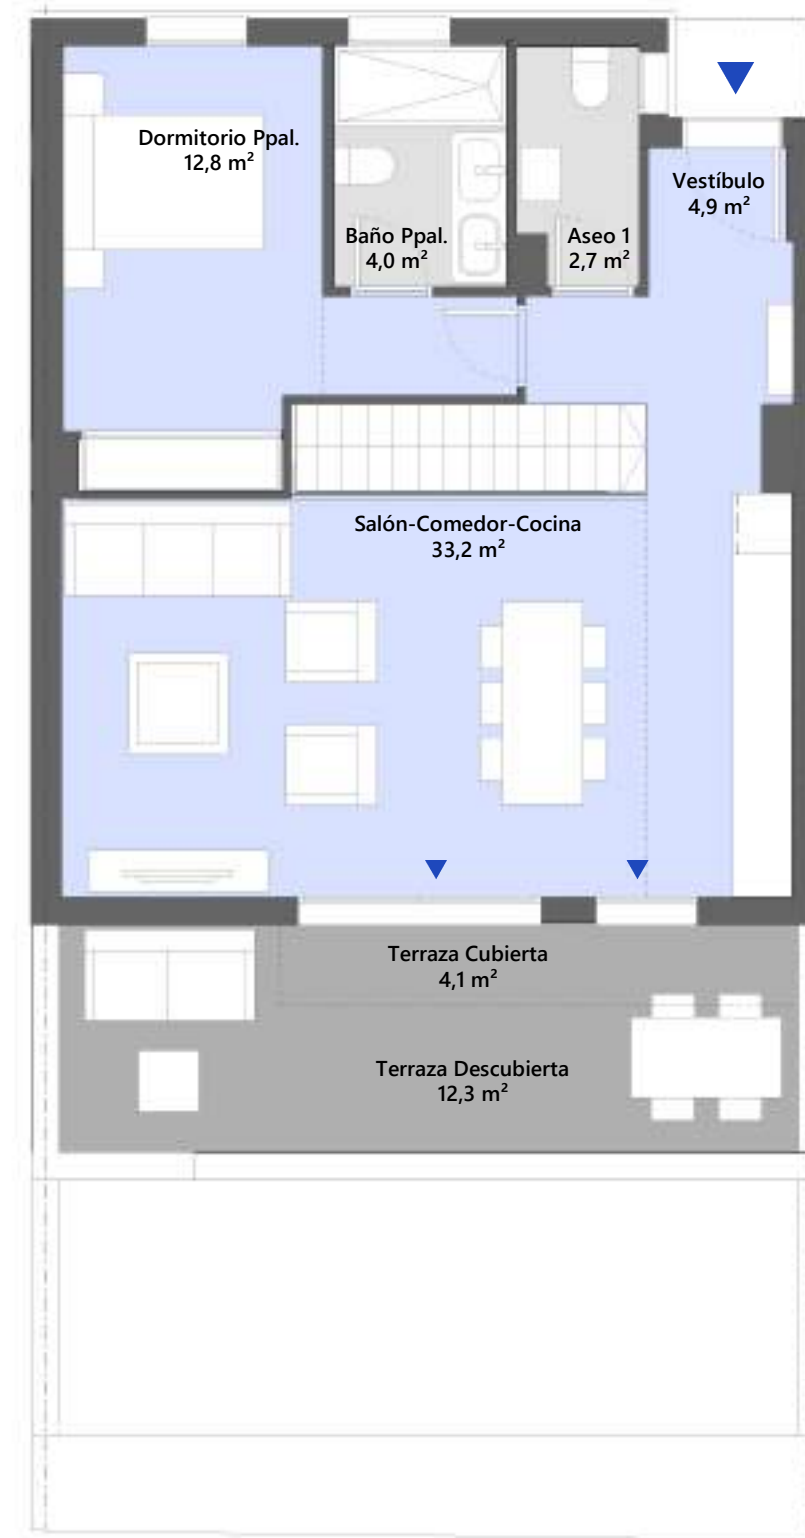 Dormitorio Ppal.
12,8 m²
Vestíbulo
4,9 m²
Baño Ppal.
4,0 m²
Aseo 1
2,7 m²
Salón-Comedor-Cocina
33,2 m²
Terraza Cubierta
4,1 m²
Terraza Descubierta
12,3 m²